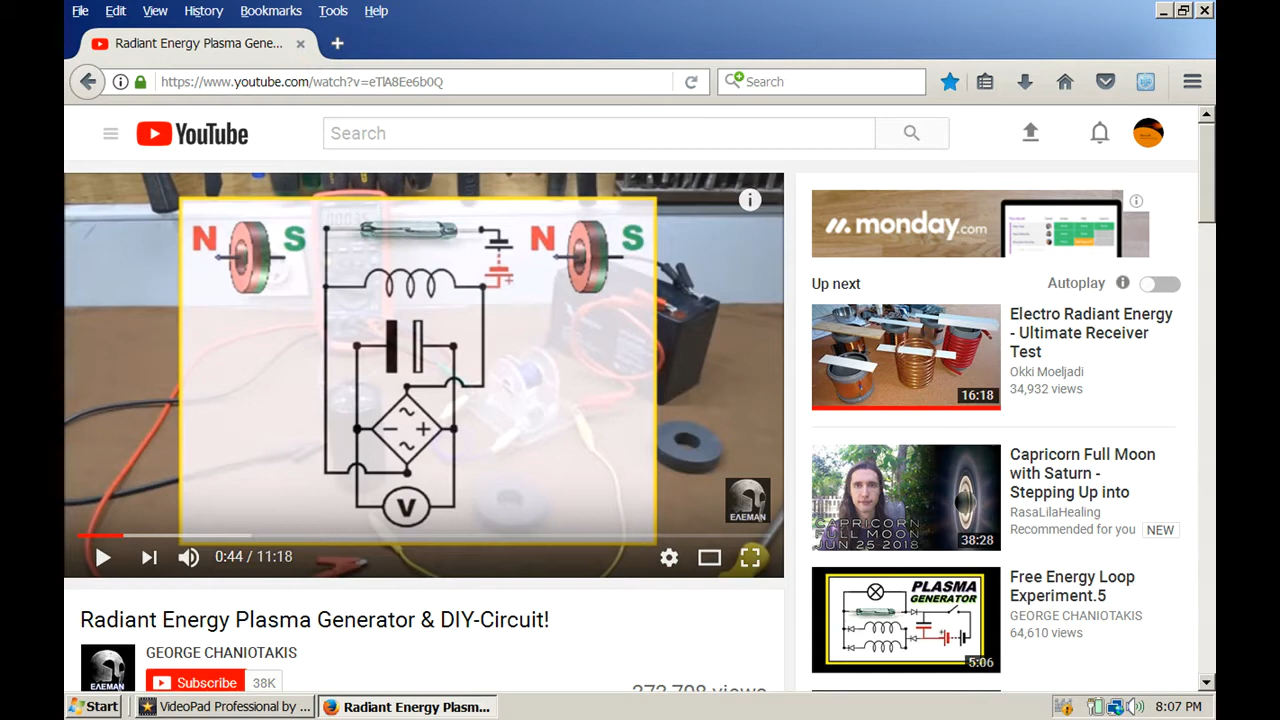 File Edit View History Bookmarks Tools Help
Radiant Energy Plasma Gene...
https://www.youtube.com/watch?v=eTlA8Ee6b0Q
Search
YouTube
Search
N S
N S
+
~
- +
~
V
ΕΛΕΜΑΝ
0:44 / 11:18
Radiant Energy Plasma Generator & DIY-Circuit!
GEORGE CHANIOTAKIS
ΕΛΕΜΑΝ
Subscribe 38K
monday.com
Up next
Autoplay
16:18
Electro Radiant Energy
- Ultimate Receiver
Test
Okki Moeljadi
34,932 views
CAPRICORN
FULL MOON
JUN 25 2018
38:28
Capricorn Full Moon
with Saturn -
Stepping Up into
RasaLilaHealing
Recommended for you NEW
PLASMA
GENERATOR
5:06
Free Energy Loop
Experiment.5
GEORGE CHANIOTAKIS
64,610 views
Start
VideoPad Professional by ...
Radiant Energy Plasm...
8:07 PM